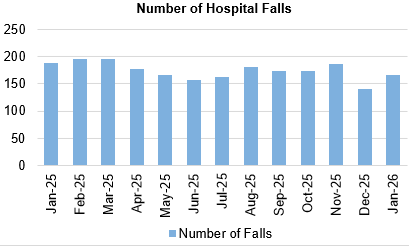 Number of Hospital Falls
250
200
150
100
50
0
Jan-25
Feb-25
Mar-25
Apr-25
May-25
Jun-25
Jul-25
Aug-25
Sep-25
Oct-25
Nov-25
Dec-25
Jan-26
Number of Falls